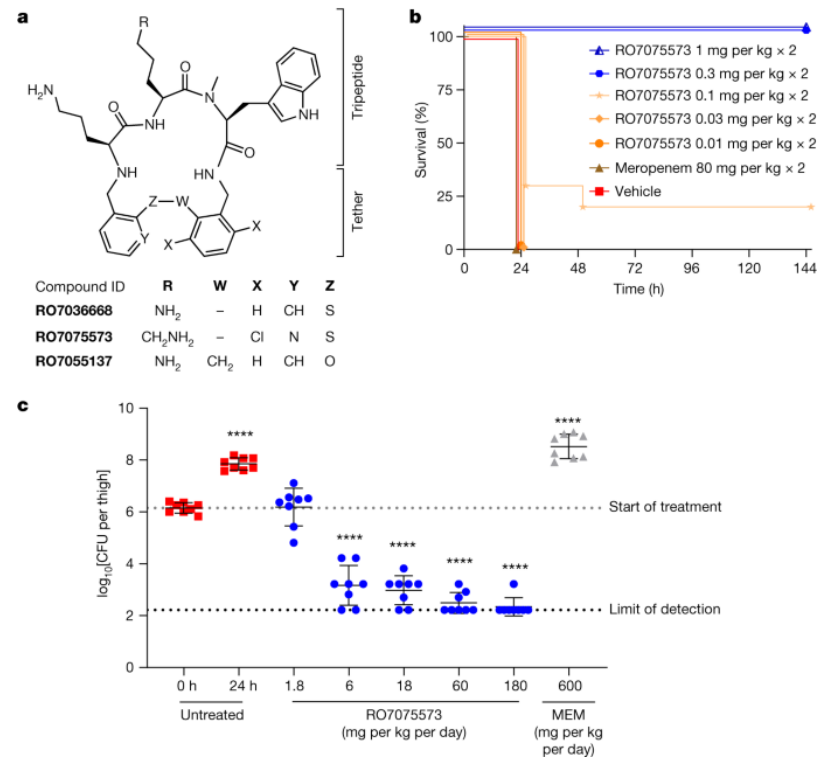 a
R
Tripeptide
O
N
H₂N
O
NH
NH
O
NH
HN
Z
W
X
Y
X
Tether
Compound ID R W X Y Z
RO7036668 NH₂ – H CH S
RO7075573 CH₂NH₂ – Cl N S
RO7055137 NH₂ CH₂ H CH O
b
Survival (%)
100
75
50
25
0
RO7075573 1 mg per kg × 2
RO7075573 0.3 mg per kg × 2
RO7075573 0.1 mg per kg × 2
RO7075573 0.03 mg per kg × 2
RO7075573 0.01 mg per kg × 2
Meropenem 80 mg per kg × 2
Vehicle
0 24 48 72 96 120 144
Time (h)
c
log₁₀[CFU per thigh]
10
8
6
4
2
0
****
****
****
****
****
****
Start of treatment
Limit of detection
0 h 24 h 1.8 6 18 60 180 600
Untreated
RO7075573
(mg per kg per day)
MEM
(mg per kg
per day)